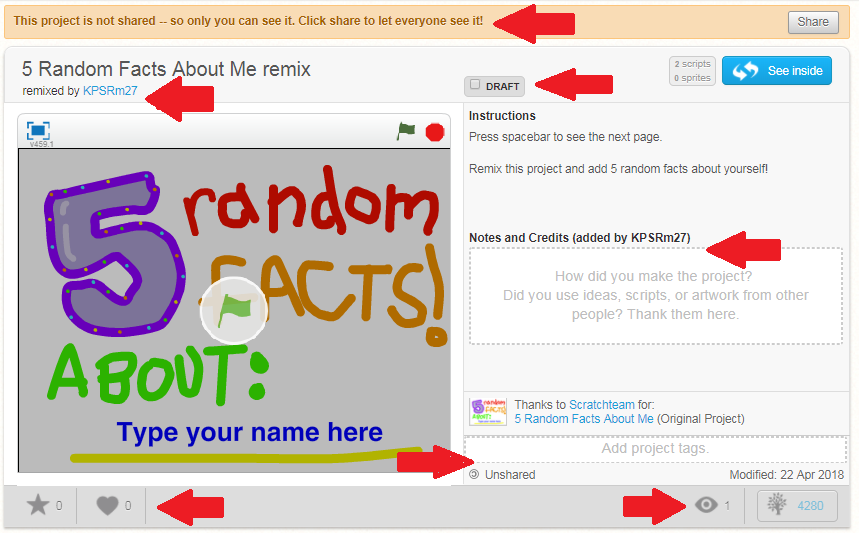 This project is not shared -- so only you can see it. Click share to let everyone see it!
Share
5 Random Facts About Me remix
remixed by KPSRm27
DRAFT
2 scripts
0 sprites
See inside
v459.1
5 random
FACTS!
ABOUT:
Type your name here
Instructions
Press spacebar to see the next page.
Remix this project and add 5 random facts about yourself!
Notes and Credits (added by KPSRm27)
How did you make the project?
Did you use ideas, scripts, or artwork from other
people? Thank them here.
5 random
FACTS!
ABOUT:
Thanks to Scratchteam for:
5 Random Facts About Me (Original Project)
Add project tags.
Unshared
Modified: 22 Apr 2018
0
0
1
4280